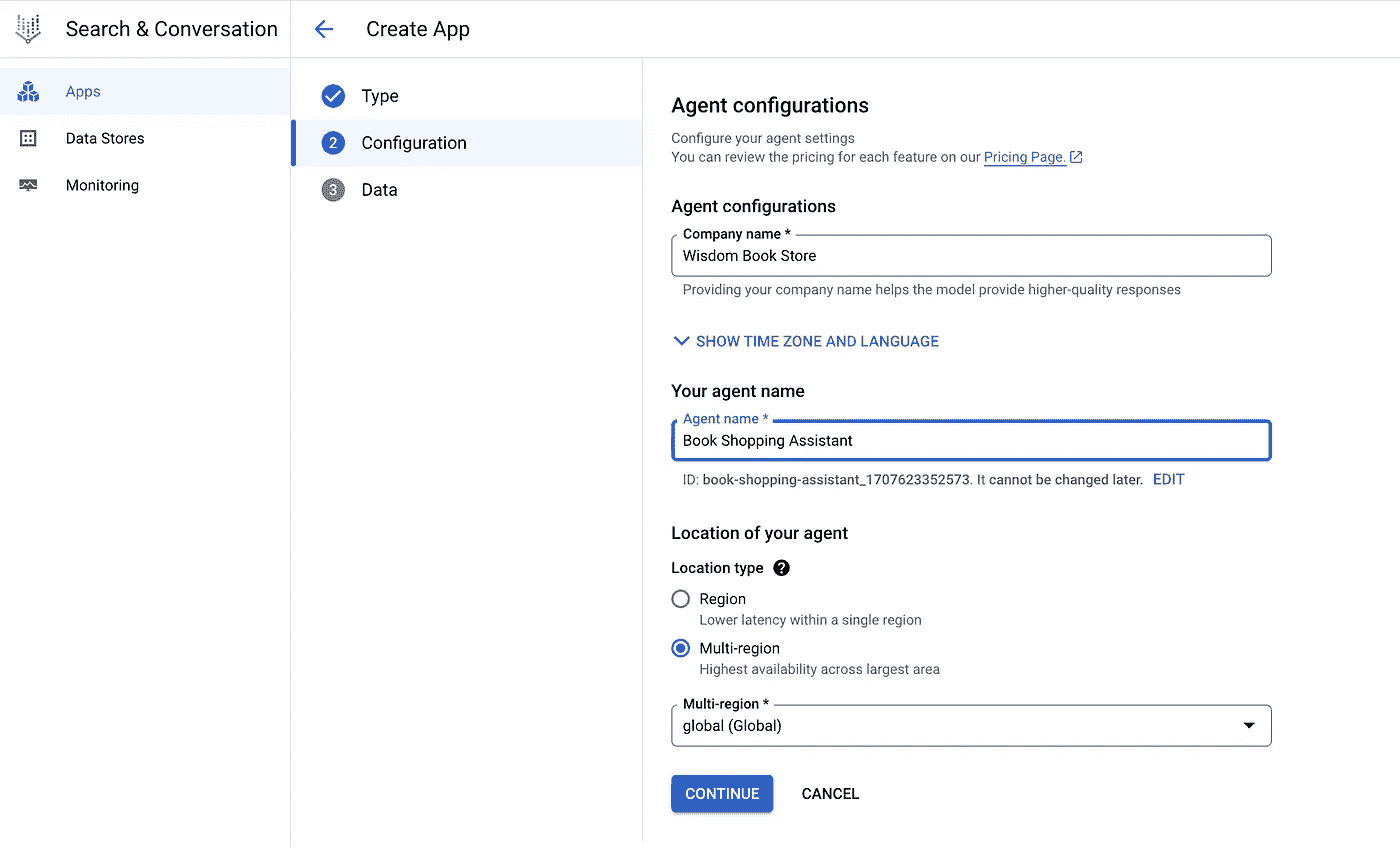 Search & Conversation
Create App
Apps
Data Stores
Monitoring
Type
2 Configuration
3 Data
Agent configurations
Configure your agent settings
You can review the pricing for each feature on our Pricing Page.
Agent configurations
Company name *
Wisdom Book Store
Providing your company name helps the model provide higher-quality responses
SHOW TIME ZONE AND LANGUAGE
Your agent name
Agent name *
Book Shopping Assistant
ID: book-shopping-assistant_1707623352573. It cannot be changed later. EDIT
Location of your agent
Location type ?
Region
Lower latency within a single region
Multi-region
Highest availability across largest area
Multi-region *
global (Global)
CONTINUE CANCEL